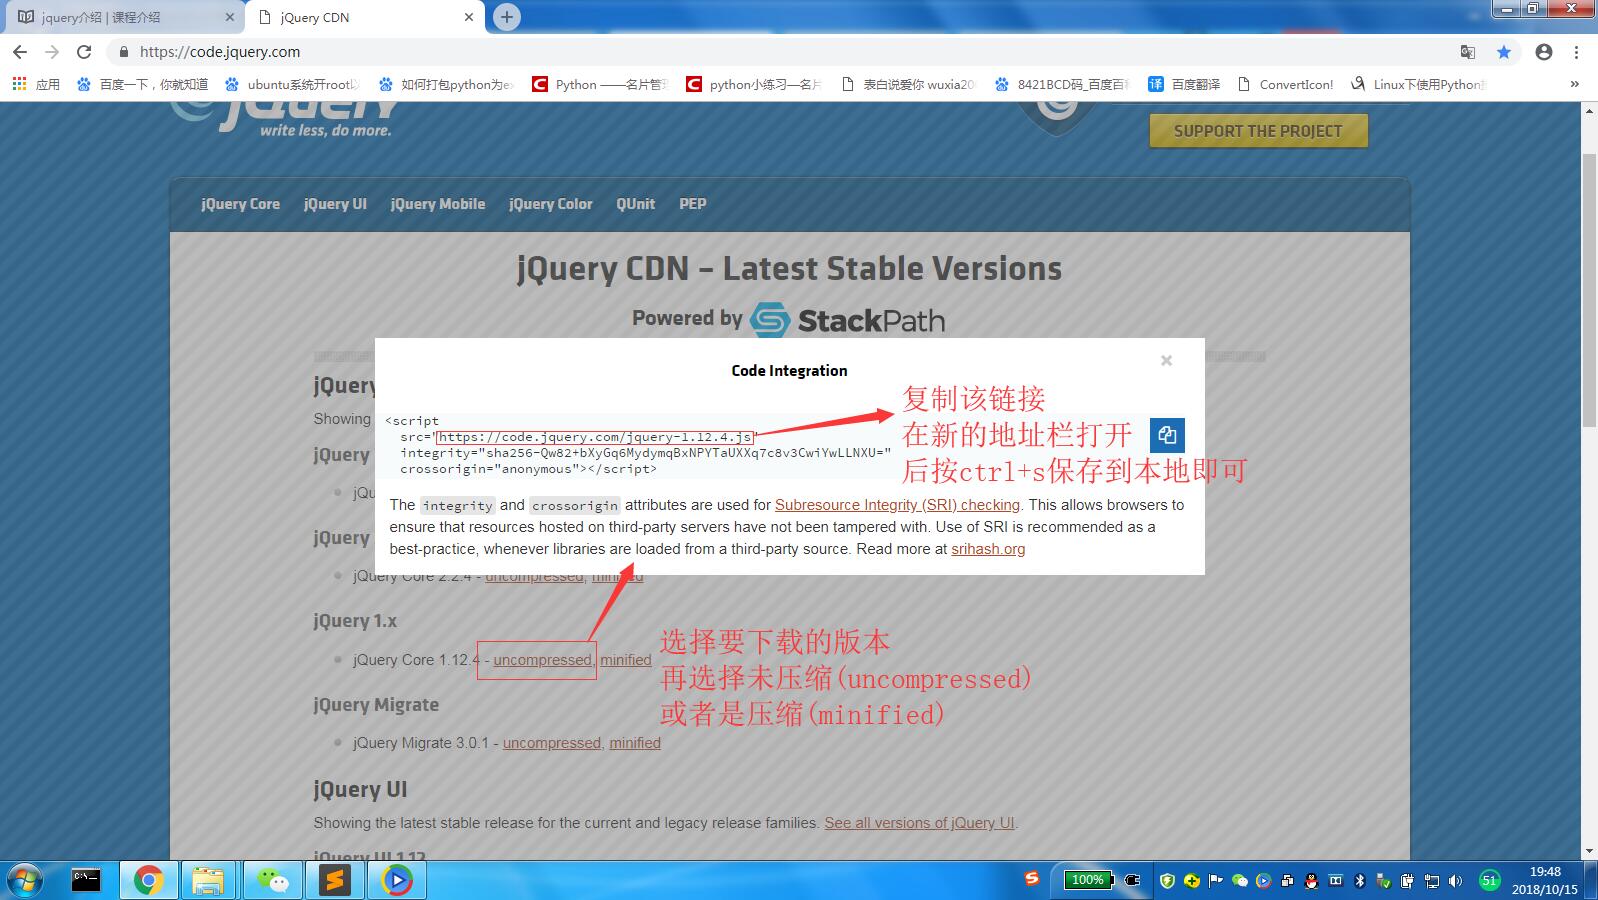 jquery介绍 | 课程介绍
jQuery CDN
https://code.jquery.com
应用
百度一下，你就知道
ubuntu系统开root以
如何打包python为ex
Python ——名片管理
python小练习—名片
表白说爱你 wuxia20
8421BCD码_百度百科
译 百度翻译
ConvertIcon!
Linux下使用Python
»
jQuery
write less, do more.
SUPPORT THE PROJECT
jQuery Core jQuery UI jQuery Mobile jQuery Color QUnit PEP
jQuery CDN – Latest Stable Versions
Powered by StackPath
jQuery
Showing
jQuery
jQu
jQuery
jQuery Core 2.2.4 - uncompressed, minified
Code Integration
×
<script
src="https://code.jquery.com/jquery-1.12.4.js"
integrity="sha256-Qw82+bXyGq6MydymqBxNPYTaUXXq7c8v3CwiYwLLNXU="
crossorigin="anonymous"></script>
复制该链接
在新的地址栏打开
后按ctrl+s保存到本地即可
The integrity and crossorigin attributes are used for Subresource Integrity (SRI) checking. This allows browsers to
ensure that resources hosted on third-party servers have not been tampered with. Use of SRI is recommended as a
best-practice, whenever libraries are loaded from a third-party source. Read more at srihash.org
jQuery 1.x
jQuery Core 1.12.4 - uncompressed, minified
选择要下载的版本
再选择未压缩(uncompressed)
或者是压缩(minified)
jQuery Migrate
jQuery Migrate 3.0.1 - uncompressed, minified
jQuery UI
Showing the latest stable release for the current and legacy release families. See all versions of jQuery UI.
jQuery UI 1.12
100%
51
19:48
2018/10/15